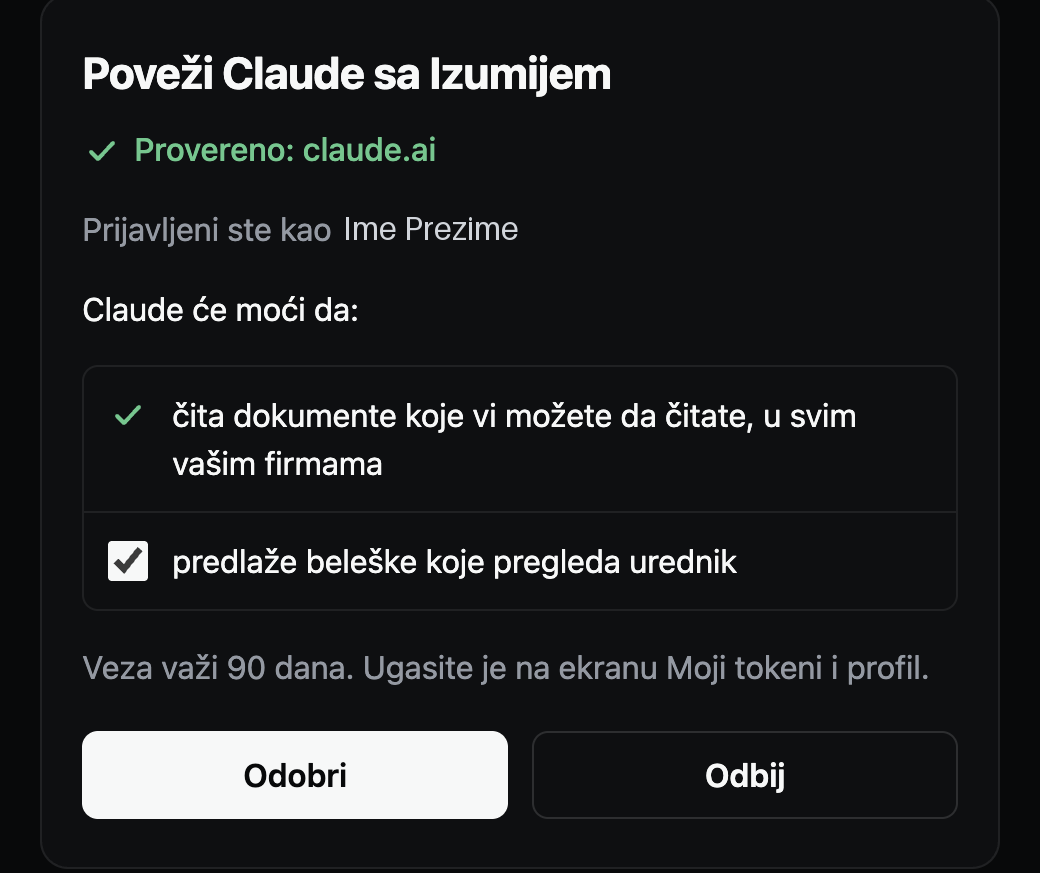 Poveži Claude sa Izumijem
Provereno: claude.ai
Prijavljeni ste kao Ime Prezime
Claude će moći da:
čita dokumente koje vi možete da čitate, u svim
vašim firmama
predlaže beleške koje pregleda urednik
Veza važi 90 dana. Ugasite je na ekranu Moji tokeni i profil.
Odobri
Odbij